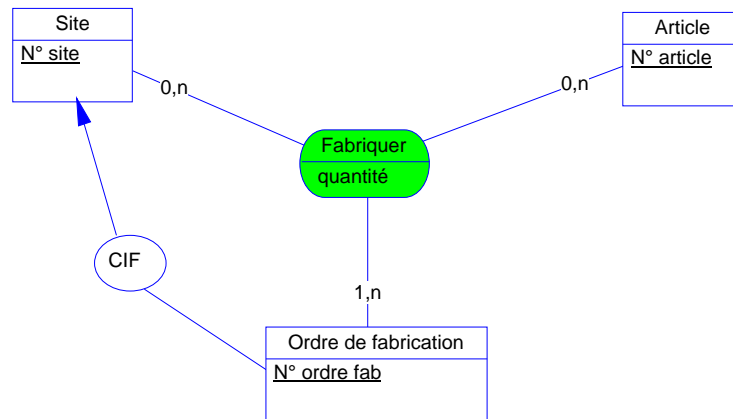 Site
N° site
Article
N° article
0,n
0,n
Fabriquer
quantité
CIF
1,n
Ordre de fabrication
N° ordre fab